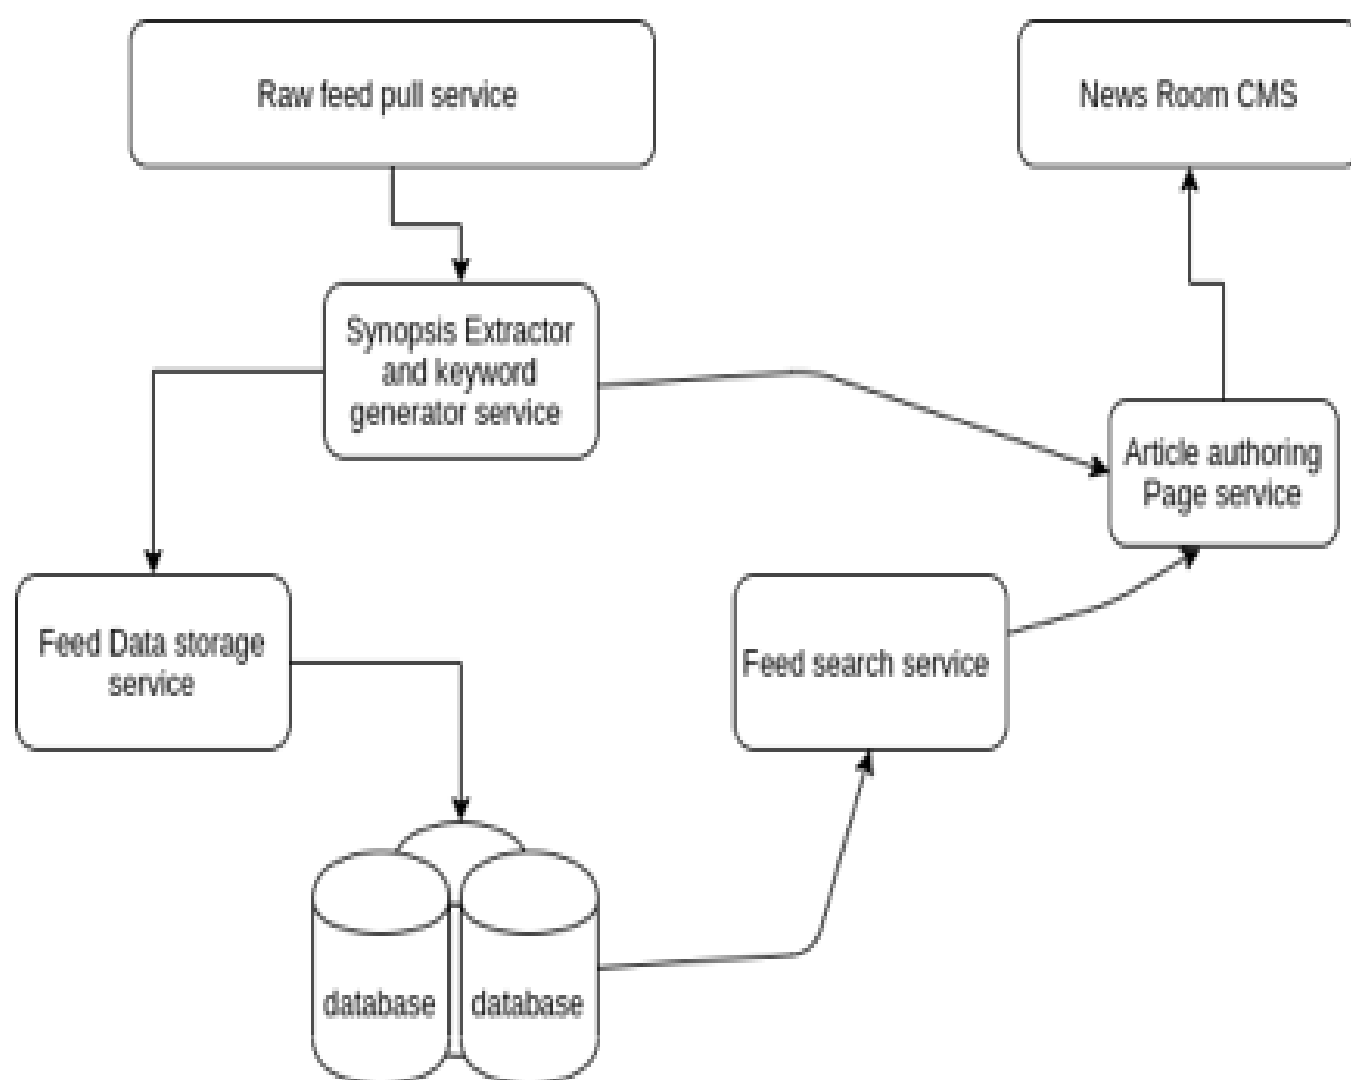 Raw feed pull service
News Room CMS
Synopsis Extractor
and keyword
generator service
Article authoring
Page service
Feed Data storage
service
Feed search service
database
database